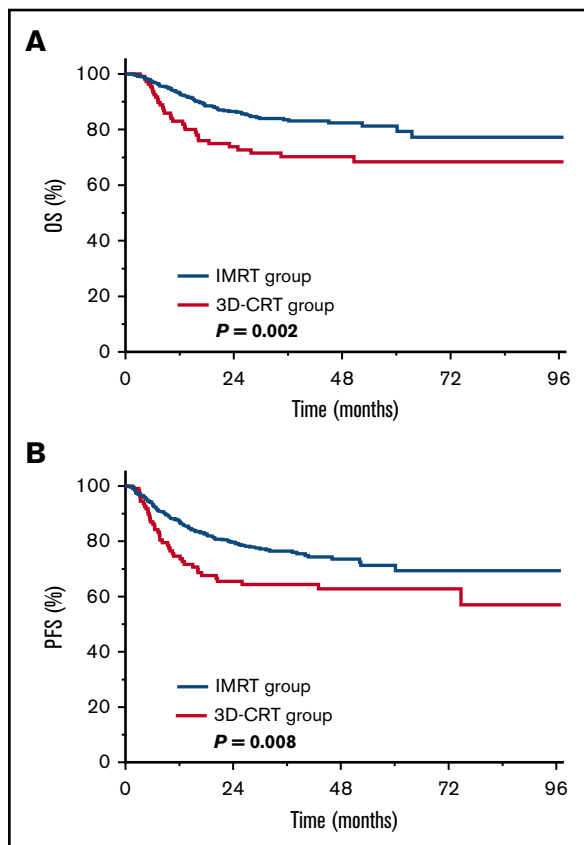 A
100
80
60
40
80
0
OS (%)
IMRT group
3D-CRT group
P = 0.002
0 24 48 72 96
Time (months)
B
100
80
60
40
80
0
PFS (%)
IMRT group
3D-CRT group
P = 0.008
0 24 48 72 96
Time (months)